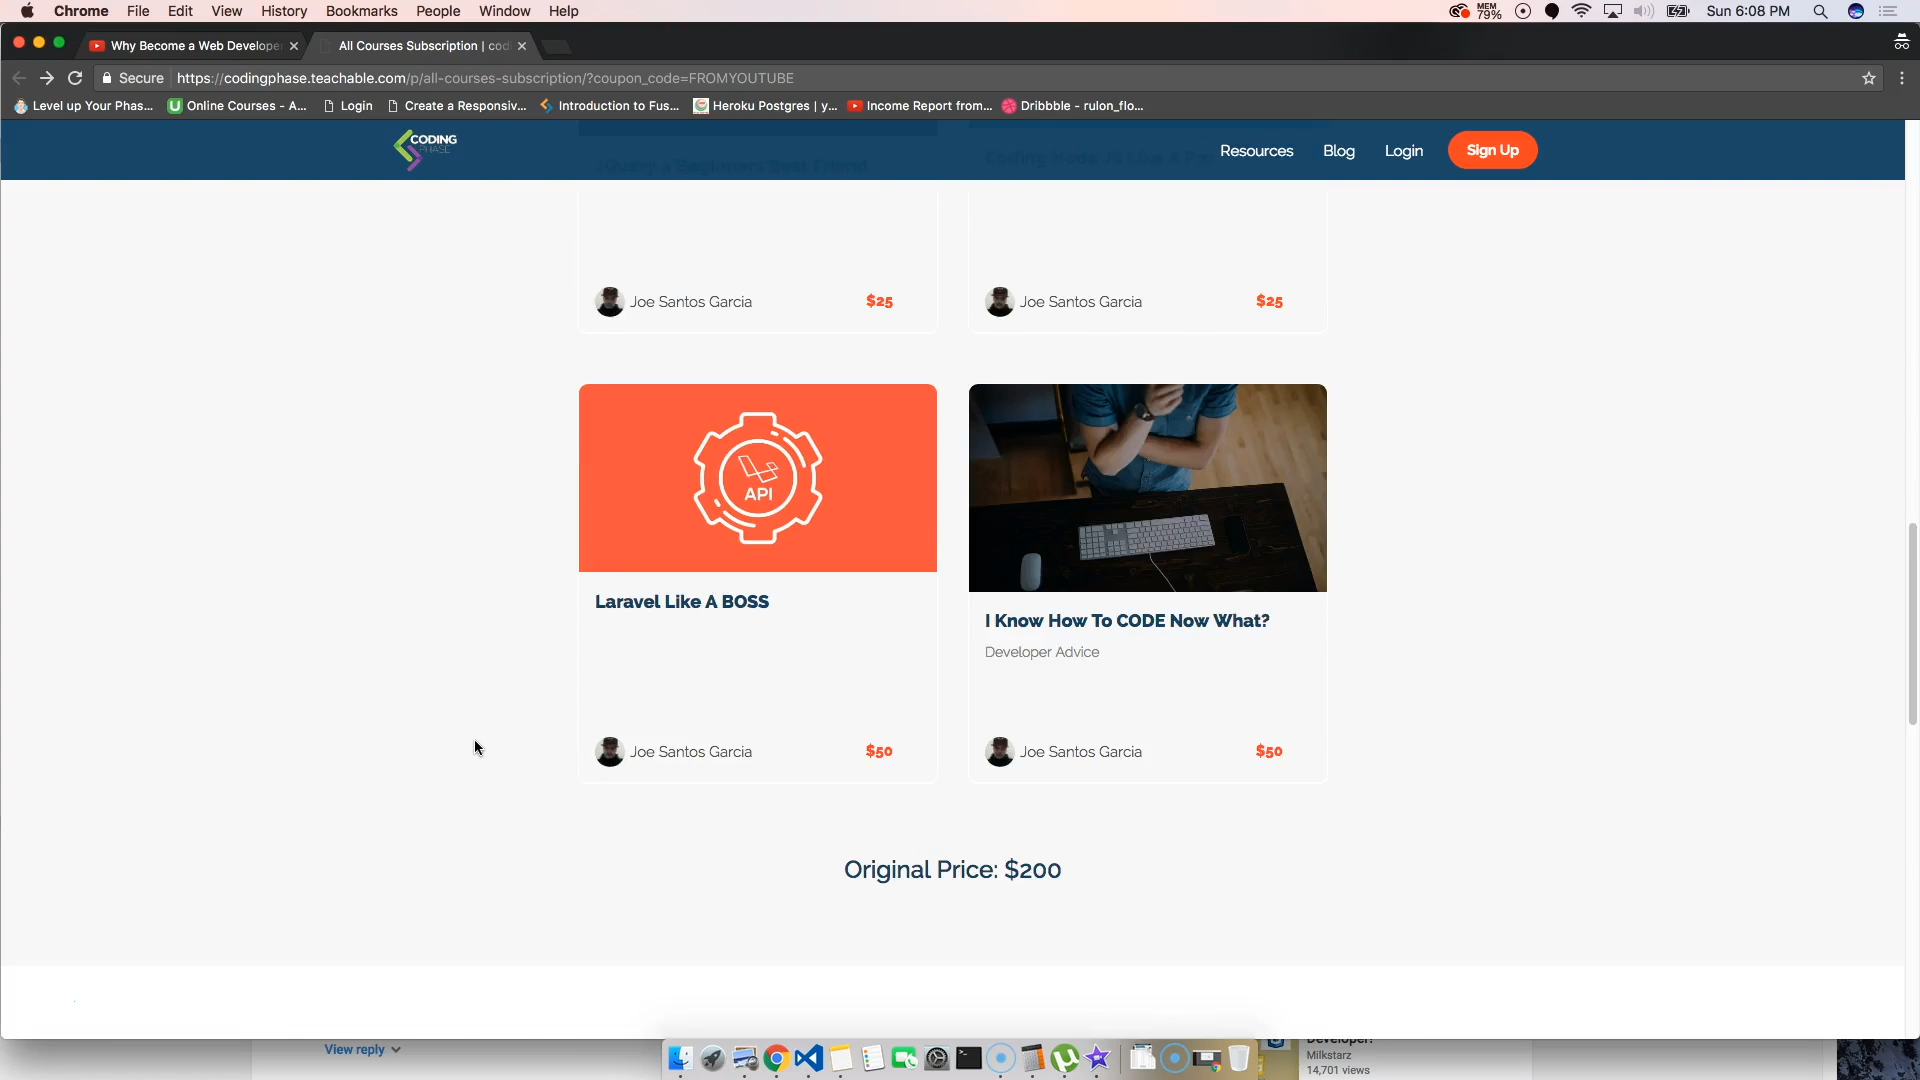 Chrome File Edit View History Bookmarks People Window Help
MEM
79%
Sun 6:08 PM
Why Become a Web Develope
All Courses Subscription | codi
Secure
https://codingphase.teachable.com/p/all-courses-subscription/?coupon_code=FROMYOUTUBE
Level up Your Phas...
Online Courses - A...
Login
Create a Responsiv...
Introduction to Fus...
Heroku Postgres | y...
Income Report from...
Dribbble - rulon_flo...
CODING
PHASE
Resources
Blog
Login
Sign Up
Joe Santos Garcia
$25
Joe Santos Garcia
$25
API
Laravel Like A BOSS
I Know How To CODE Now What?
Developer Advice
Joe Santos Garcia
$50
Joe Santos Garcia
$50
Original Price: $200
View reply
Developer!
Milkstarz
14,701 views